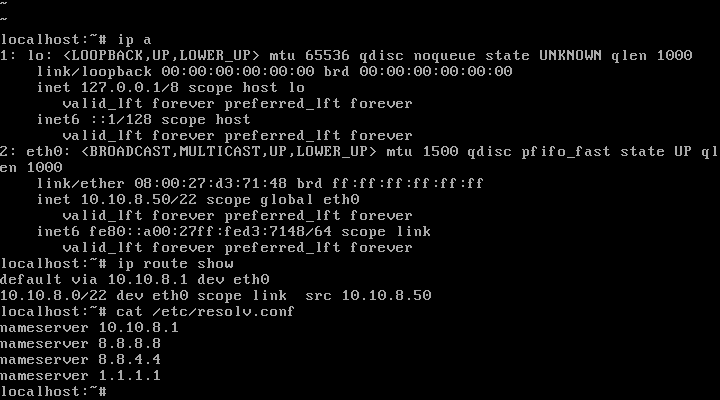 ~
~
localhost:~# ip a
1: lo: <LOOPBACK,UP,LOWER_UP> mtu 65536 qdisc noqueue state UNKNOWN qlen 1000
    link/loopback 00:00:00:00:00:00 brd 00:00:00:00:00:00
    inet 127.0.0.1/8 scope host lo
       valid_lft forever preferred_lft forever
    inet6 ::1/128 scope host
       valid_lft forever preferred_lft forever
2: eth0: <BROADCAST,MULTICAST,UP,LOWER_UP> mtu 1500 qdisc pfifo_fast state UP ql
en 1000
    link/ether 08:00:27:d3:71:48 brd ff:ff:ff:ff:ff:ff
    inet 10.10.8.50/22 scope global eth0
       valid_lft forever preferred_lft forever
    inet6 fe80::a00:27ff:fed3:7148/64 scope link
       valid_lft forever preferred_lft forever
localhost:~# ip route show
default via 10.10.8.1 dev eth0
10.10.8.0/22 dev eth0 scope link  src 10.10.8.50
localhost:~# cat /etc/resolv.conf
nameserver 10.10.8.1
nameserver 8.8.8.8
nameserver 8.8.4.4
nameserver 1.1.1.1
localhost:~#